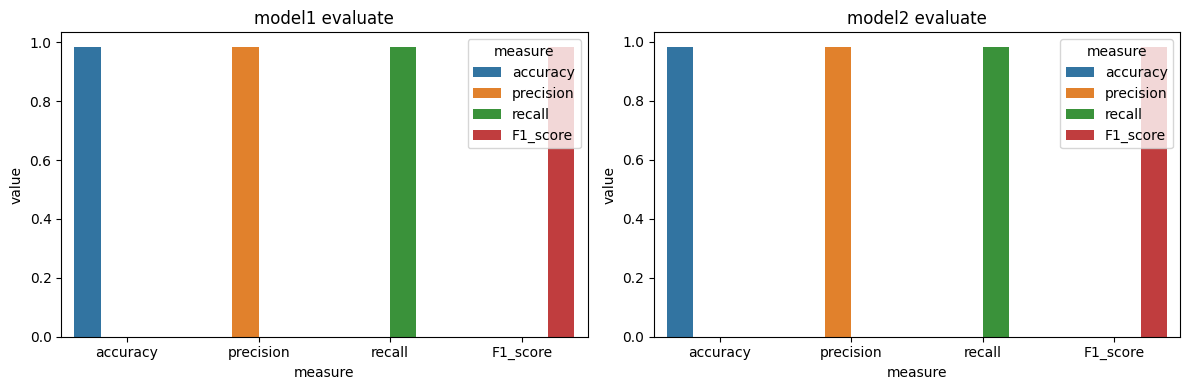 model1 evaluate
1.0
0.8
0.6
0.4
0.2
0.0
value
measure
accuracy
precision
recall
F1_score
accuracy precision recall F1_score
measure
model2 evaluate
1.0
0.8
0.6
0.4
0.2
0.0
value
measure
accuracy
precision
recall
F1_score
accuracy precision recall F1_score
measure